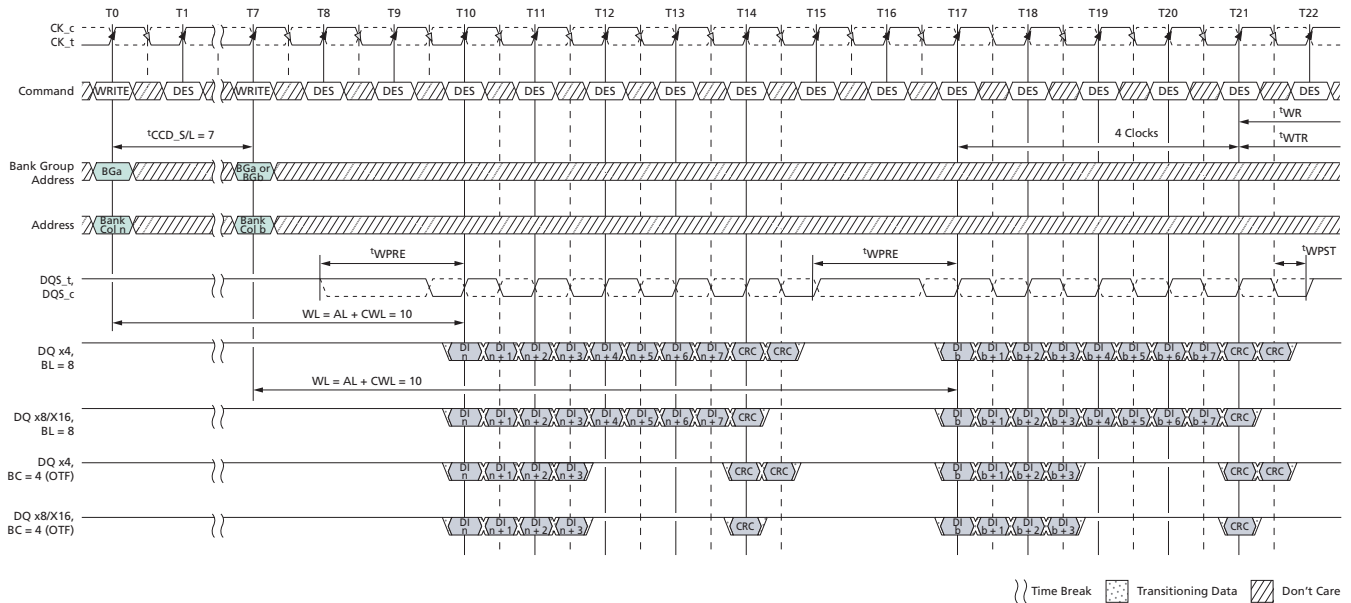 T0 T1 T7 T8 T9 T10 T11 T12 T13 T14 T15 T16 T17 T18 T19 T20 T21 T22
CK_c
CK_t
Command WRITE DES WRITE DES DES DES DES DES DES DES DES DES DES DES DES DES DES DES
tWR
tCCD_S/L = 7
4 Clocks
tWTR
Bank Group
Address
BGa
BGa or
BGb
Address
Bank
Col n
Bank
Col b
tWPRE tWPRE tWPST
DQS_t,
DQS_c
WL = AL + CWL = 10
DQ x4,
BL = 8
DI n DI n + 1 DI n + 2 DI n + 3 DI n + 4 DI n + 5 DI n + 6 DI n + 7 CRC CRC DI b DI b + 1 DI b + 2 DI b + 3 DI b + 4 DI b + 5 DI b + 6 DI b + 7 CRC CRC
WL = AL + CWL = 10
DQ x8/X16,
BL = 8
DI n DI n + 1 DI n + 2 DI n + 3 DI n + 4 DI n + 5 DI n + 6 DI n + 7 CRC DI b DI b + 1 DI b + 2 DI b + 3 DI b + 4 DI b + 5 DI b + 6 DI b + 7 CRC
DQ x4,
BC = 4 (OTF)
DI n DI n + 1 DI n + 2 DI n + 3 CRC CRC DI b DI b + 1 DI b + 2 DI b + 3 CRC CRC
DQ x8/X16,
BC = 4 (OTF)
DI n DI n + 1 DI n + 2 DI n + 3 CRC DI b DI b + 1 DI b + 2 DI b + 3 CRC
Time Break Transitioning Data Don't Care